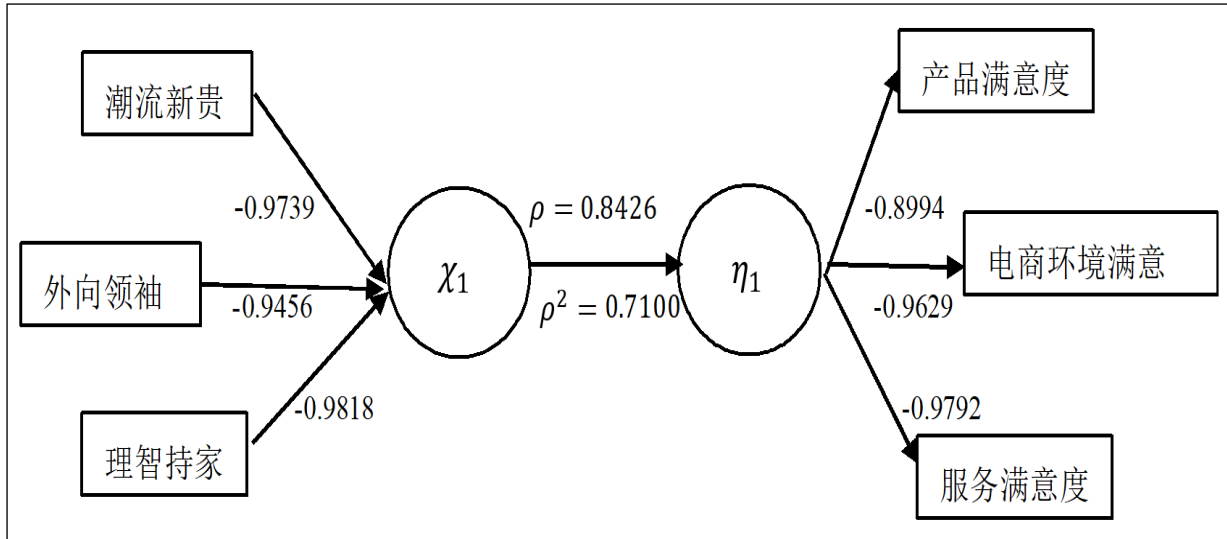 潮流新贵
外向领袖
理智持家
-0.9739
-0.9456
-0.9818
χ₁
ρ = 0.8426
ρ² = 0.7100
η₁
-0.8994
-0.9629
-0.9792
产品满意度
电商环境满意
服务满意度